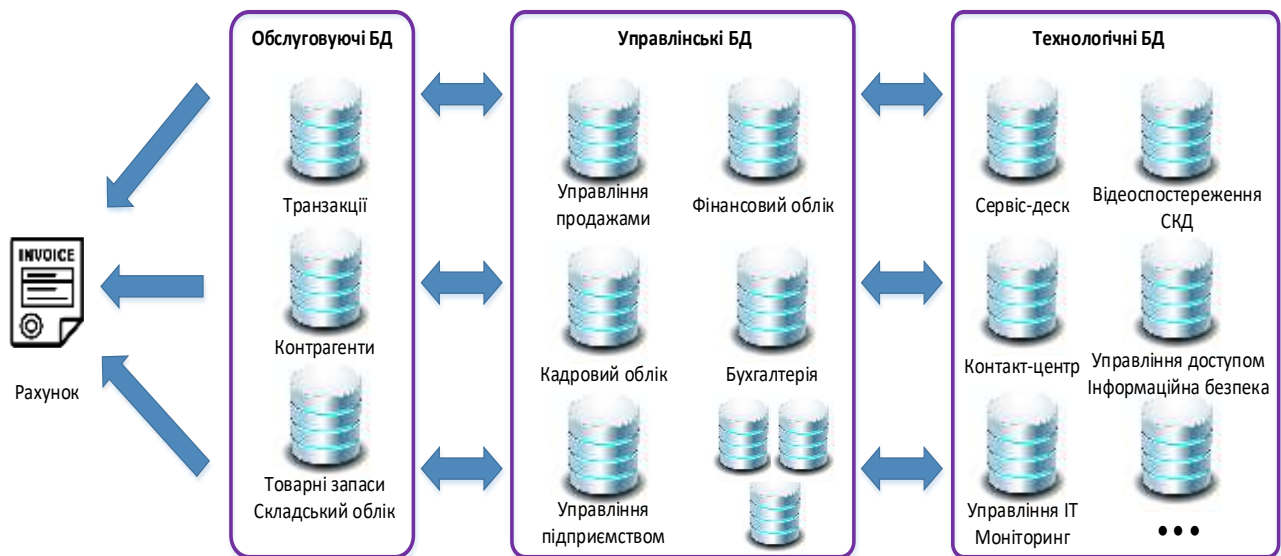 Обслуговуючі БД
Управлінські БД
Технологічні БД
Транзакції
Управління
продажами
Фінансовий облік
Сервіс-деск
Відеоспостереження
СКД
INVOICE
Рахунок
Контрагенти
Кадровий облік
Бухгалтерія
Контакт-центр
Управління доступом
Інформаційна безпека
Товарні запаси
Складський облік
Управління
підприємством
Управління ІТ
Моніторинг
•••